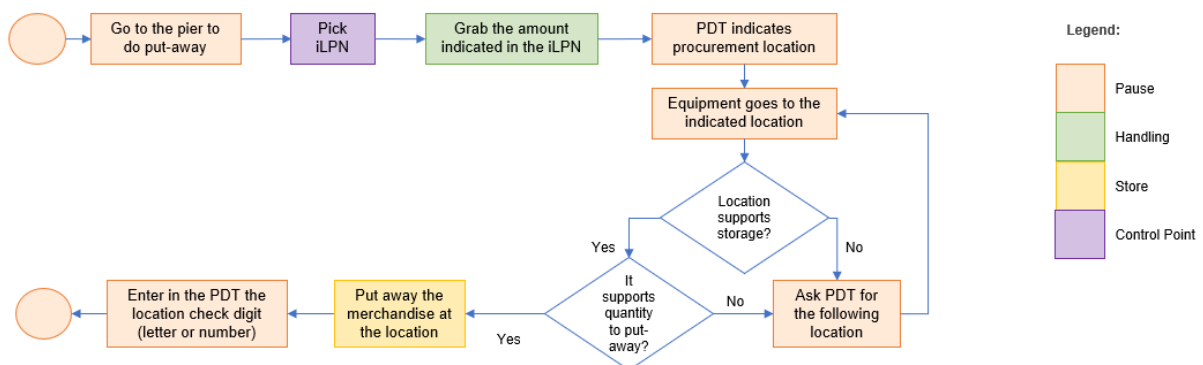 Go to the pier to
do put-away
Pick
iLPN
Grab the amount
indicated in the iLPN
PDT indicates
procurement location
Equipment goes to the
indicated location
Location
supports
storage?
Yes
No
It
supports
quantity
to put-
away?
No
Yes
Ask PDT for
the following
location
Put away the
merchandise at
the location
Enter in the PDT the
location check digit
(letter or number)
Legend:
Pause
Handling
Store
Control Point